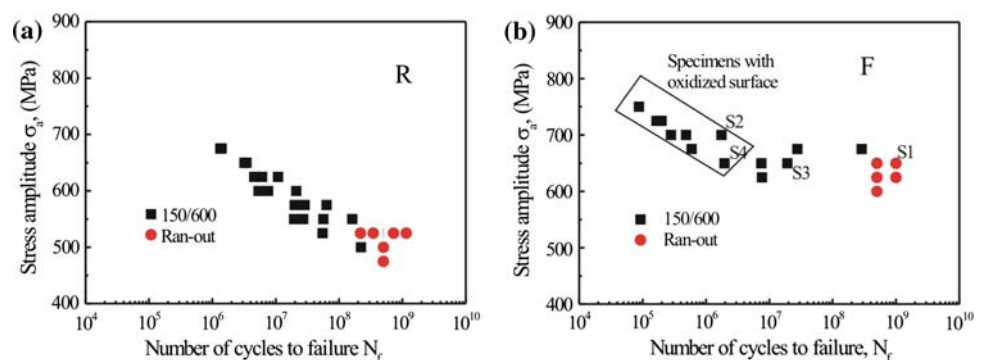 (a)
900
800
700
600
500
400
Stress amplitude σa, (MPa)
R
150/600
Ran-out
10^4 10^5 10^6 10^7 10^8 10^9 10^10
Number of cycles to failure Nf
(b)
900
800
700
600
500
400
Stress amplitude σa, (MPa)
Specimens with
oxidized surface
F
S2
S4
S3
S1
150/600
Ran-out
10^4 10^5 10^6 10^7 10^8 10^9 10^10
Number of cycles to failure, Nf